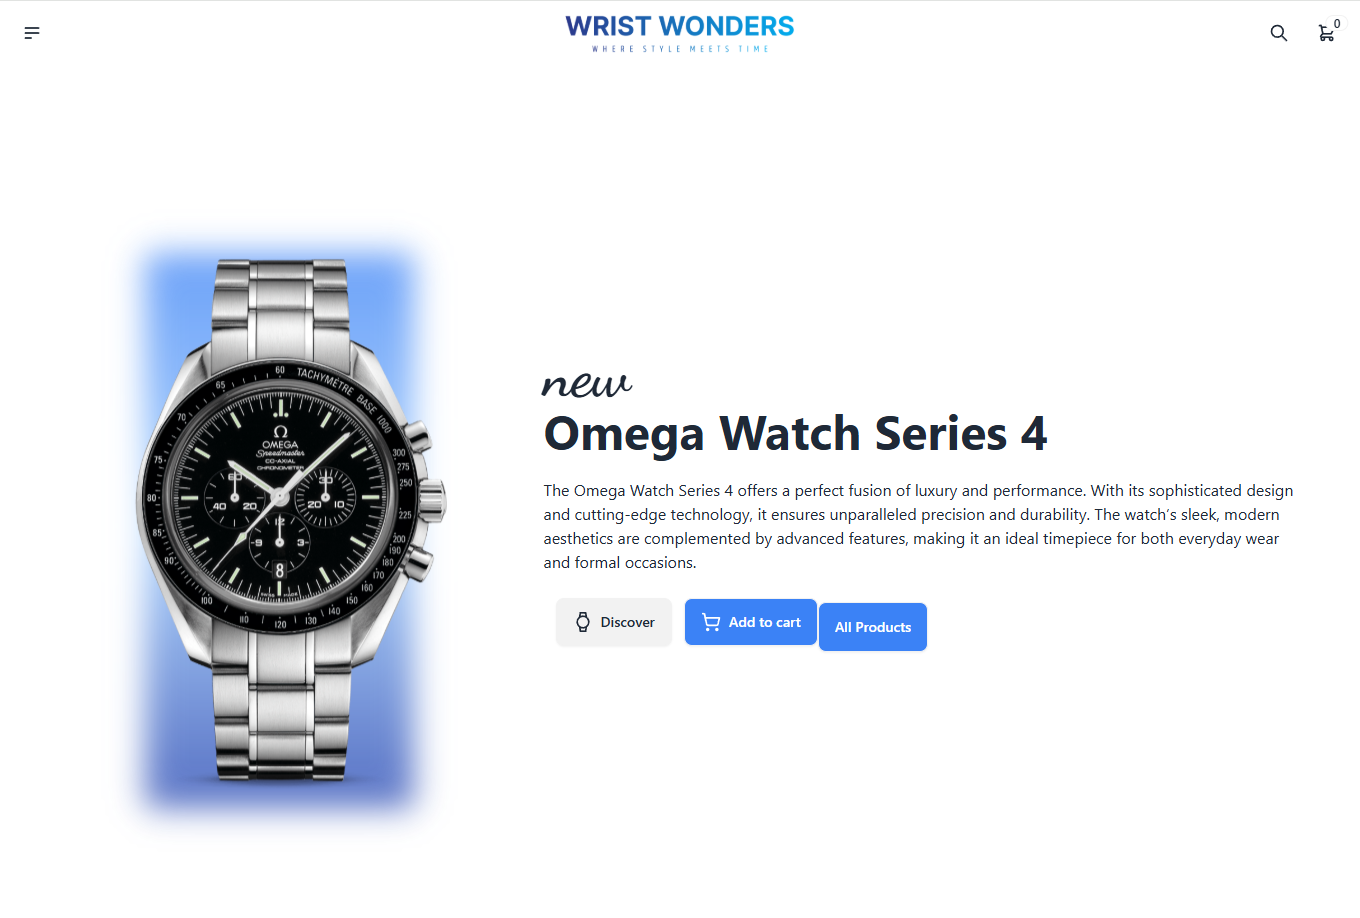 WRIST WONDERS
WHERE STYLE MEETS TIME
0
60
TACHYMÈTRE BASE 1000
65
70
75
80
85
90
100
110
120
130
140
150
160
170
180
190
200
225
250
275
300
Ω
OMEGA
Speedmaster
CO-AXIAL
CHRONOMETER
60
40 20
30
20 10
12
9 3
8
SWISS MADE
new
Omega Watch Series 4
The Omega Watch Series 4 offers a perfect fusion of luxury and performance. With its sophisticated design
and cutting-edge technology, it ensures unparalleled precision and durability. The watch's sleek, modern
aesthetics are complemented by advanced features, making it an ideal timepiece for both everyday wear
and formal occasions.
Discover
Add to cart
All Products